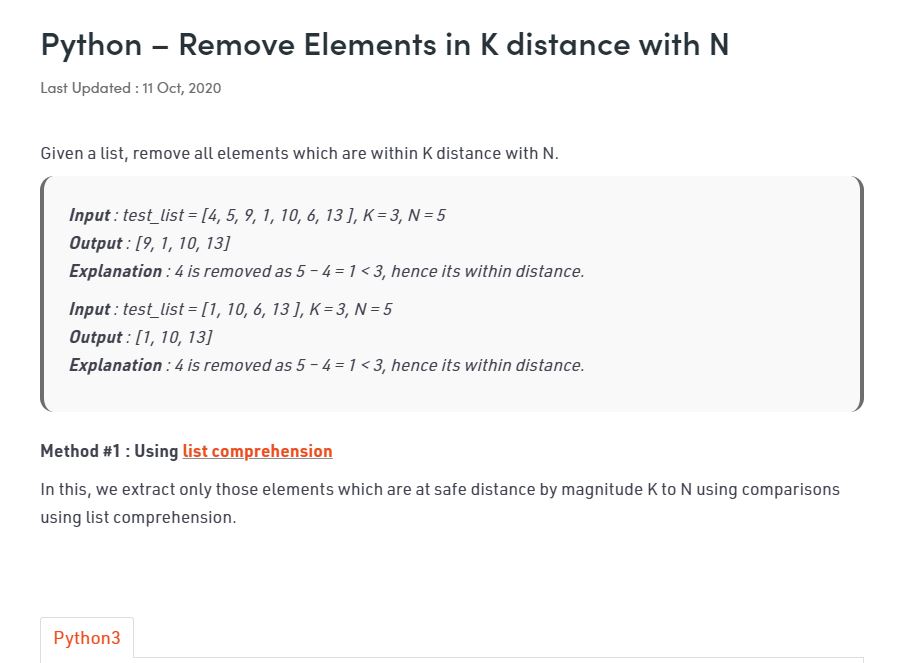 Python – Remove Elements in K distance with N
Last Updated : 11 Oct, 2020
Given a list, remove all elements which are within K distance with N.
Input : test_list = [4, 5, 9, 1, 10, 6, 13 ], K = 3, N = 5
Output : [9, 1, 10, 13]
Explanation : 4 is removed as 5 – 4 = 1 < 3, hence its within distance.
Input : test_list = [1, 10, 6, 13 ], K = 3, N = 5
Output : [1, 10, 13]
Explanation : 4 is removed as 5 – 4 = 1 < 3, hence its within distance.
Method #1 : Using list comprehension
In this, we extract only those elements which are at safe distance by magnitude K to N using comparisons
using list comprehension.
Python3